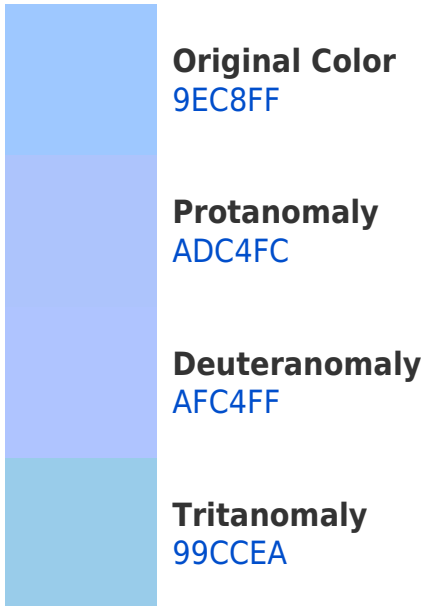 Original Color
9EC8FF
Protanomaly
ADC4FC
Deuteranomaly
AFC4FF
Tritanomaly
99CCEA